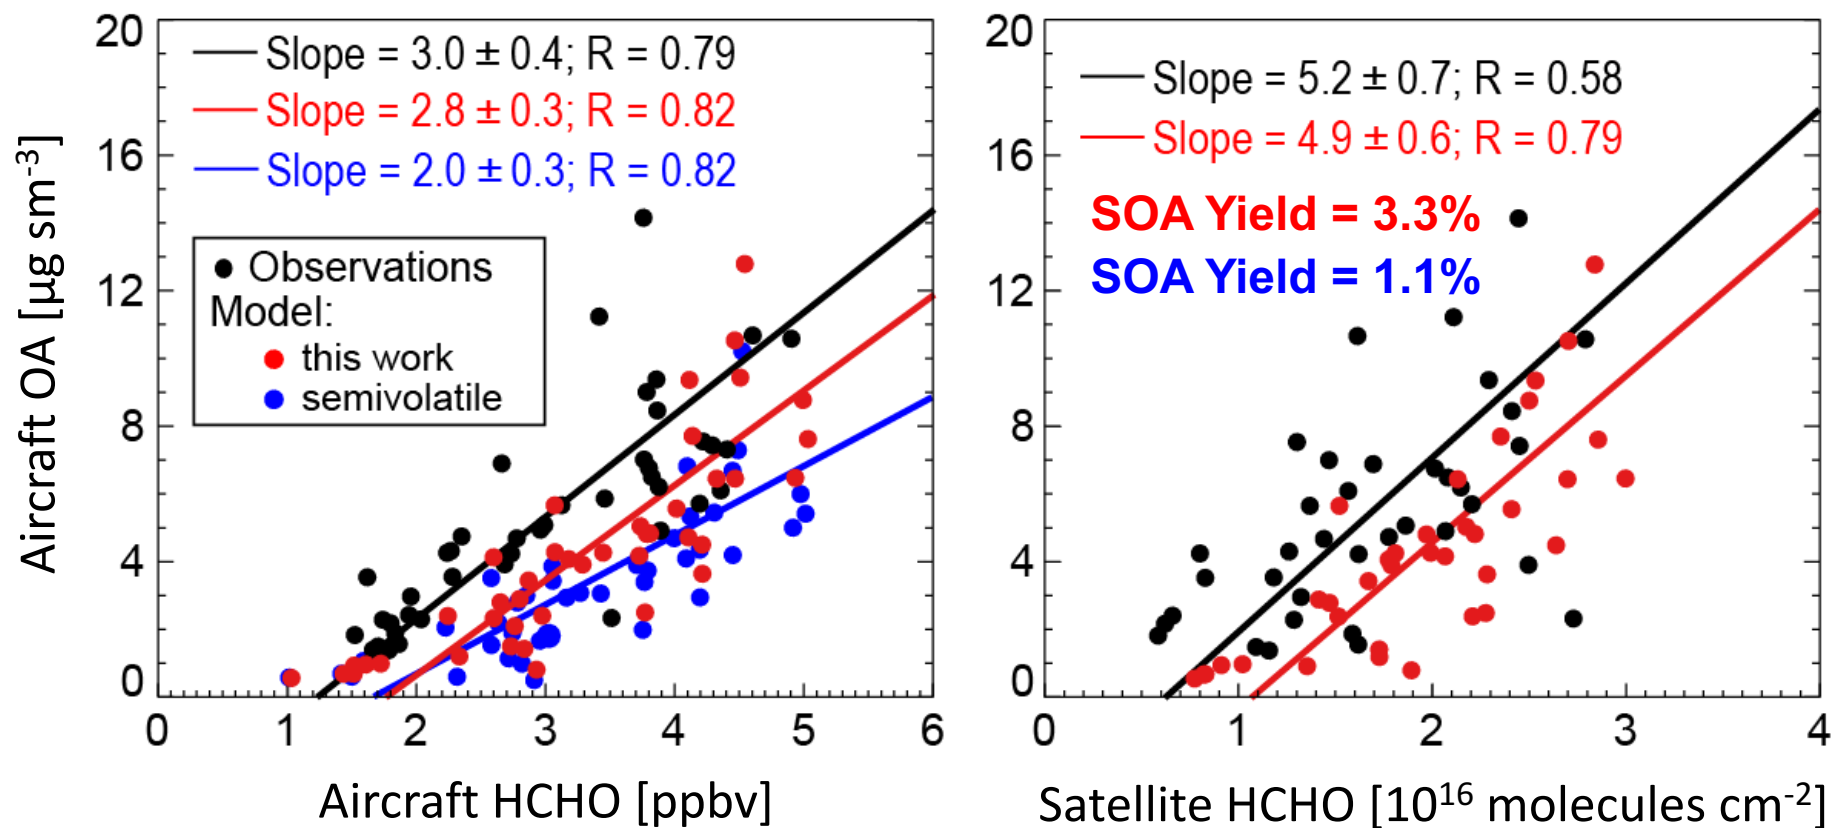 Aircraft OA [µg sm-3]
20
16
12
8
4
0
Slope = 3.0 ± 0.4; R = 0.79
Slope = 2.8 ± 0.3; R = 0.82
Slope = 2.0 ± 0.3; R = 0.82
Observations
Model:
this work
semivolatile
0 1 2 3 4 5 6
Aircraft HCHO [ppbv]
20
16
12
8
4
0
Slope = 5.2 ± 0.7; R = 0.58
Slope = 4.9 ± 0.6; R = 0.79
SOA Yield = 3.3%
SOA Yield = 1.1%
0 1 2 3 4
Satellite HCHO [10^16 molecules cm-2]